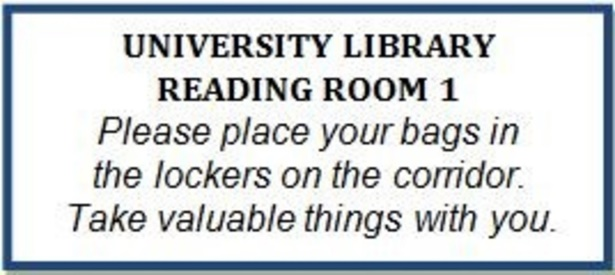 UNIVERSITY LIBRARY
READING ROOM 1
Please place your bags in
the lockers on the corridor.
Take valuable things with you.